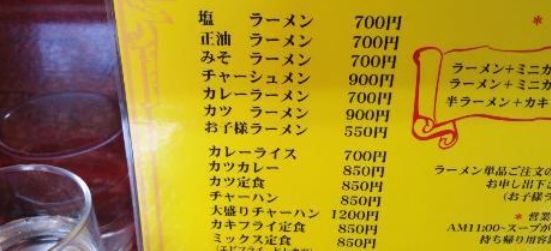 塩 ラーメン 700円
正油 ラーメン 700円
みそ ラーメン 700円
チャーシュメン 900円
カレーラーメン 700円
カツ ラーメン 900円
お子様ラーメン 550円
カレーライス 700円
カツカレー 850円
カツ定食 850円
チャーハン 850円
大盛りチャーハン 1200円
カキフライ定食 850円
ミックス定食 850円
*
ラーメン+ミニカ
ラーメン+ミニカ
半ラーメン+カキ
ラーメン単品ご注文の
お申し出下
(お子様ラ
* 営業
AM11:00~スープが
持ち帰り用容